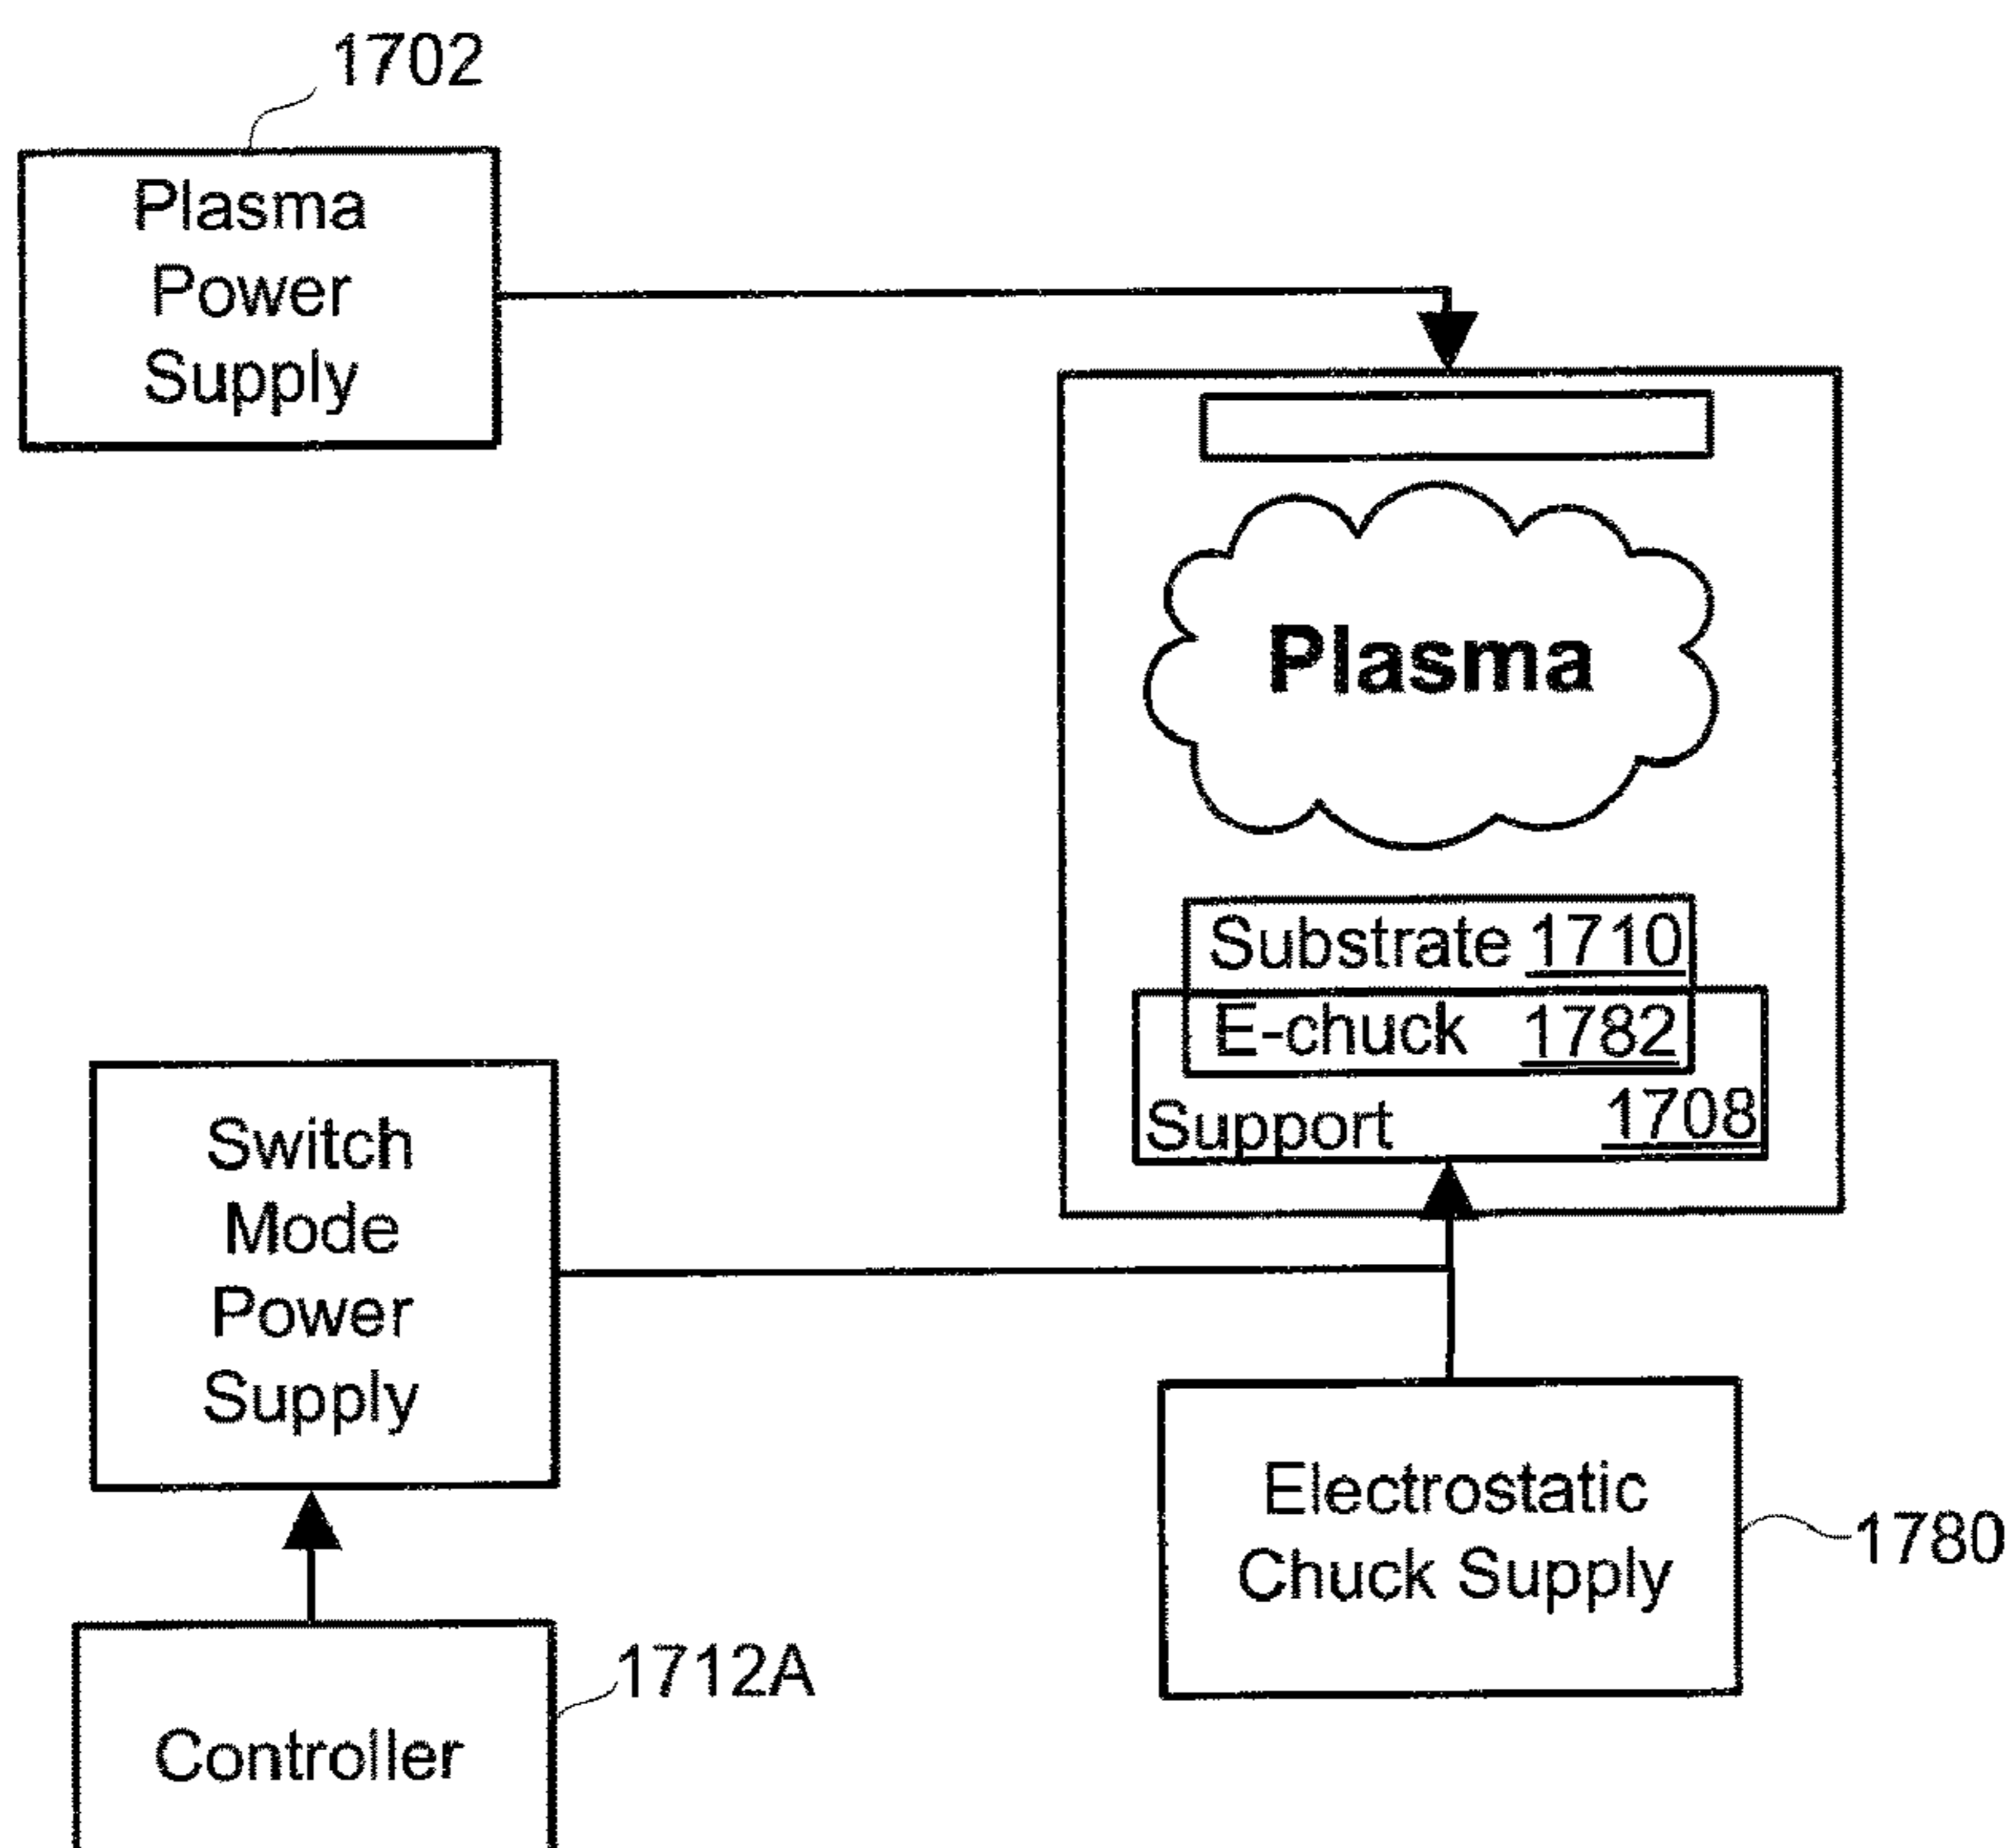 1702
Plasma
Power
Supply
Plasma
Substrate 1710
E-chuck 1782
Support 1708
Switch
Mode
Power
Supply
Electrostatic
Chuck Supply
1780
1712A
Controller